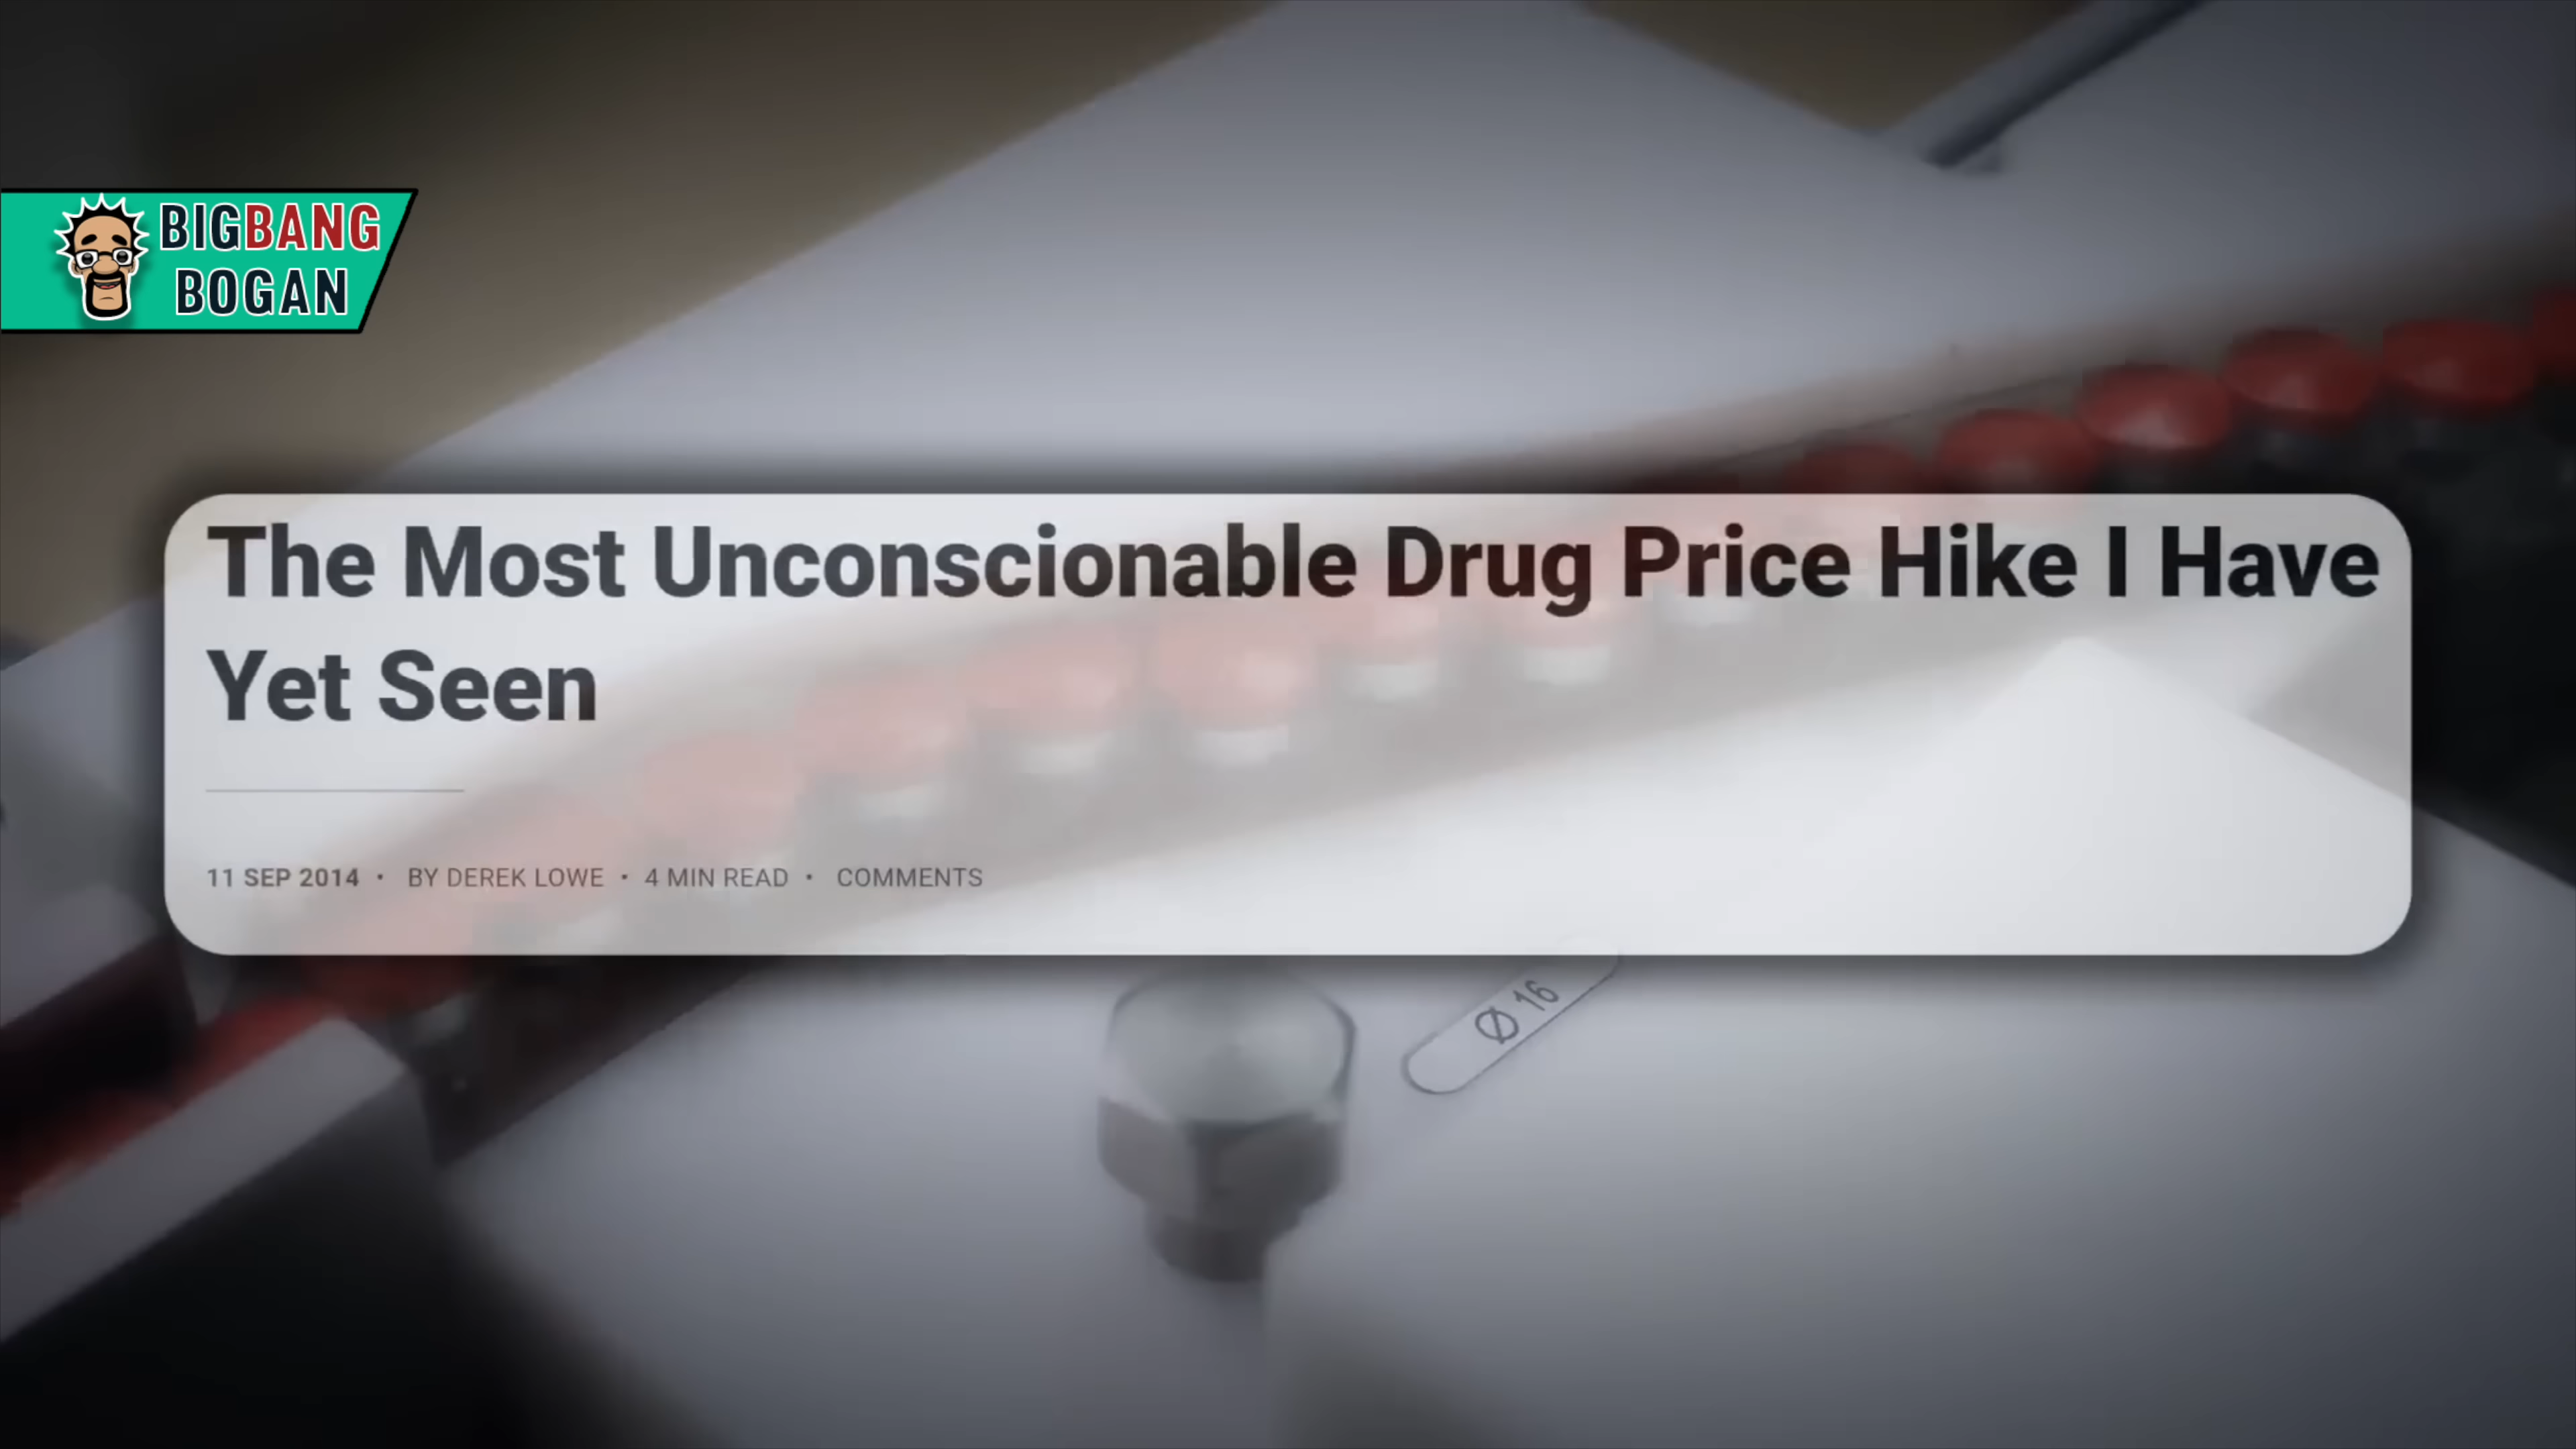 BIGBANG
BOGAN
The Most Unconscionable Drug Price Hike I Have
Yet Seen
11 SEP 2014 • BY DEREK LOWE • 4 MIN READ • COMMENTS
Ø 16